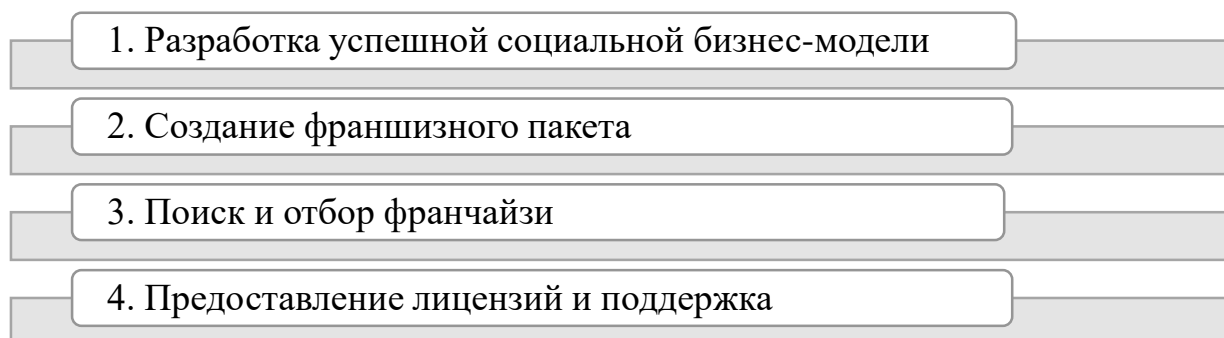 1. Разработка успешной социальной бизнес-модели
2. Создание франшизного пакета
3. Поиск и отбор франчайзи
4. Предоставление лицензий и поддержка